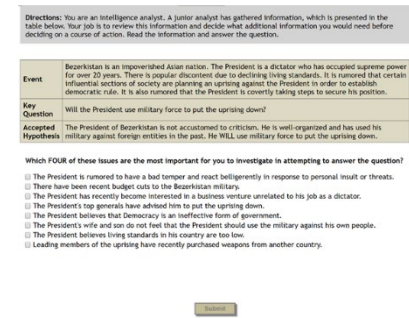 Directions: You are an intelligence analyst. A junior analyst has gathered information, which is presented in the
table below. Your job is to review this information and decide what additional information you would need before
deciding on a course of action. Read the information and answer the question.
Event
Bezerkistan is an impoverished Asian nation. The President is a dictator who has occupied supreme power
for over 20 years. There is popular discontent due to declining living standards. It is rumored that certain
influential sections of society are planning an uprising against the President in order to establish
democratic rule. It is also rumored that the President is covertly taking steps to secure his position.
Key
Question
Will the President use military force to put the uprising down?
Accepted
Hypothesis
The President of Bezerkistan is not accustomed to criticism. He is well-organized and has used his
military against foreign entities in the past. He WILL use military force to put the uprising down.
Which FOUR of these issues are the most important for you to investigate in attempting to answer the question?
The President is rumored to have a bad temper and react belligerently in response to personal insult or threats.
There have been recent budget cuts to the Bezerkistan military.
The President has recently become interested in a business venture unrelated to his job as a dictator.
The President's top generals have advised him to put the uprising down.
The President believes that Democracy is an ineffective form of government.
The President's wife and son do not feel that the President should use the military against his own people.
The President believes living standards in his country are too low.
Leading members of the uprising have recently purchased weapons from another country.
Submit